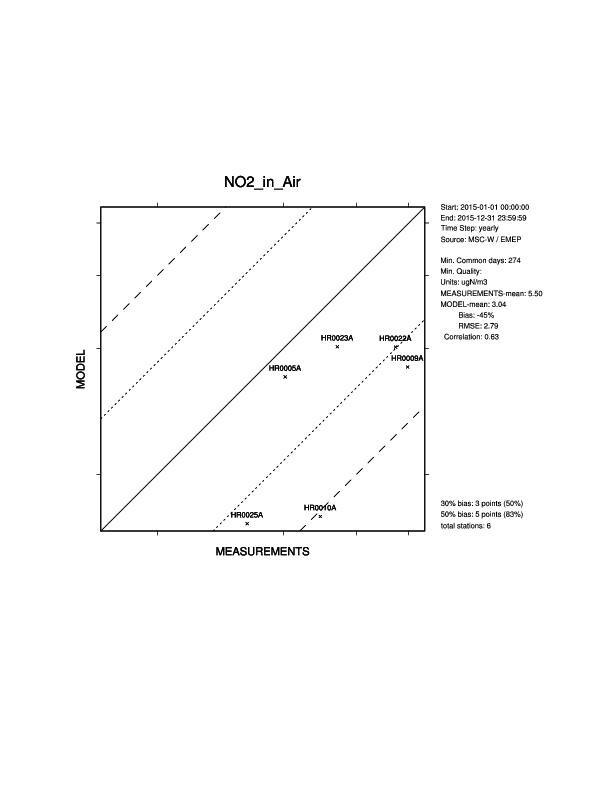 NO2_in_Air
Start: 2015-01-01 00:00:00
End: 2015-12-31 23:59:59
Time Step: yearly
Source: MSC-W / EMEP
Min. Common days: 274
Min. Quality:
Units: ugN/m3
MEASUREMENTS-mean: 5.50
MODEL-mean: 3.04
Bias: -45%
RMSE: 2.79
Correlation: 0.63
HR0023A
HR0022A
HR0009A
HR0005A
MODEL
HR0010A
HR0025A
30% bias: 3 points (50%)
50% bias: 5 points (83%)
total stations: 6
MEASUREMENTS